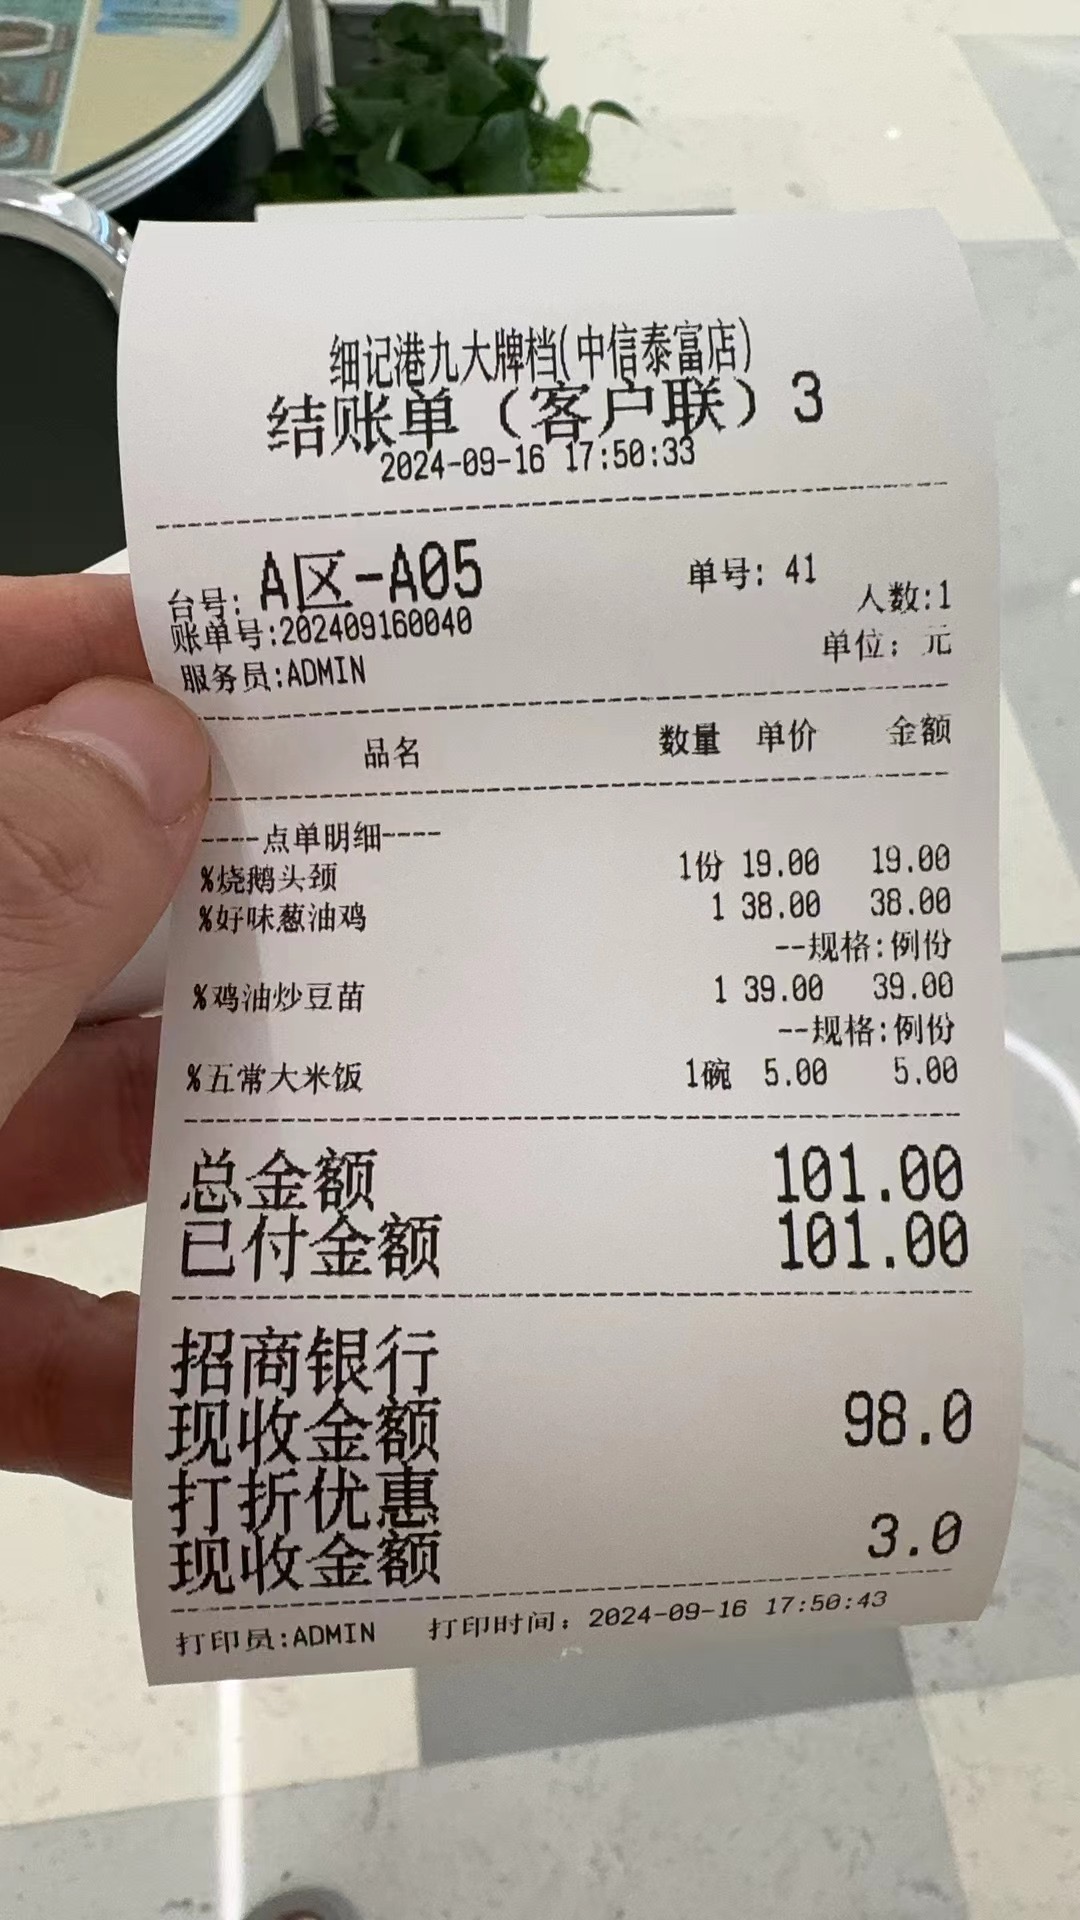 细记港九大牌档(中信泰富店)
结账单（客户联）3
2024-09-16 17:50:33
台号: A区-A05 单号: 41
人数:1
账单号:202409160040
单位: 元
服务员:ADMIN
品名 数量 单价 金额
----点单明细----
%烧鹅头颈 1份 19.00 19.00
%好味葱油鸡 1 38.00 38.00
--规格:例份
%鸡油炒豆苗 1 39.00 39.00
--规格:例份
%五常大米饭 1碗 5.00 5.00
总金额 101.00
已付金额 101.00
招商银行
现收金额 98.0
打折优惠
现收金额 3.0
打印员:ADMIN 打印时间: 2024-09-16 17:50:43